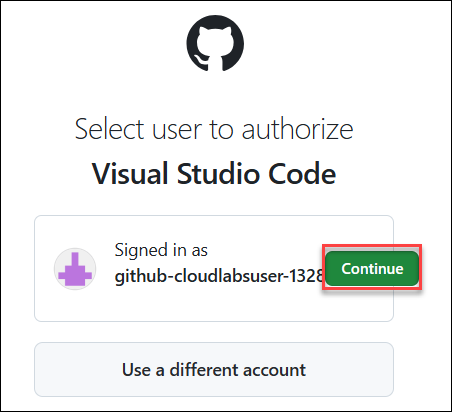 Select user to authorize
Visual Studio Code
Signed in as
github-cloudlabsuser-1328
Continue
Use a different account